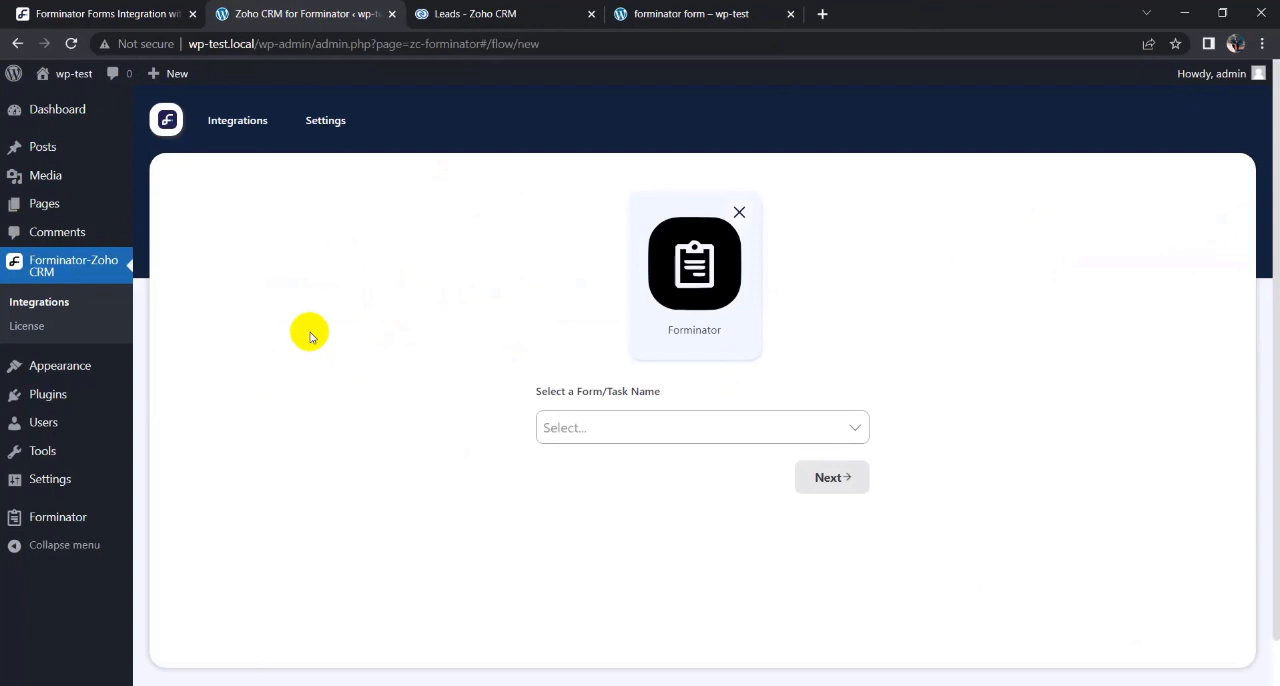 Forminator Forms Integration wit
Zoho CRM for Forminator ‹ wp-te
Leads - Zoho CRM
forminator form – wp-test
Not secure
wp-test.local/wp-admin/admin.php?page=zc-forminator#/flow/new
wp-test
0
New
Howdy, admin
Dashboard
Posts
Media
Pages
Comments
Forminator-Zoho
CRM
Integrations
License
Appearance
Plugins
Users
Tools
Settings
Forminator
Collapse menu
Integrations
Settings
Forminator
Select a Form/Task Name
Select...
Next